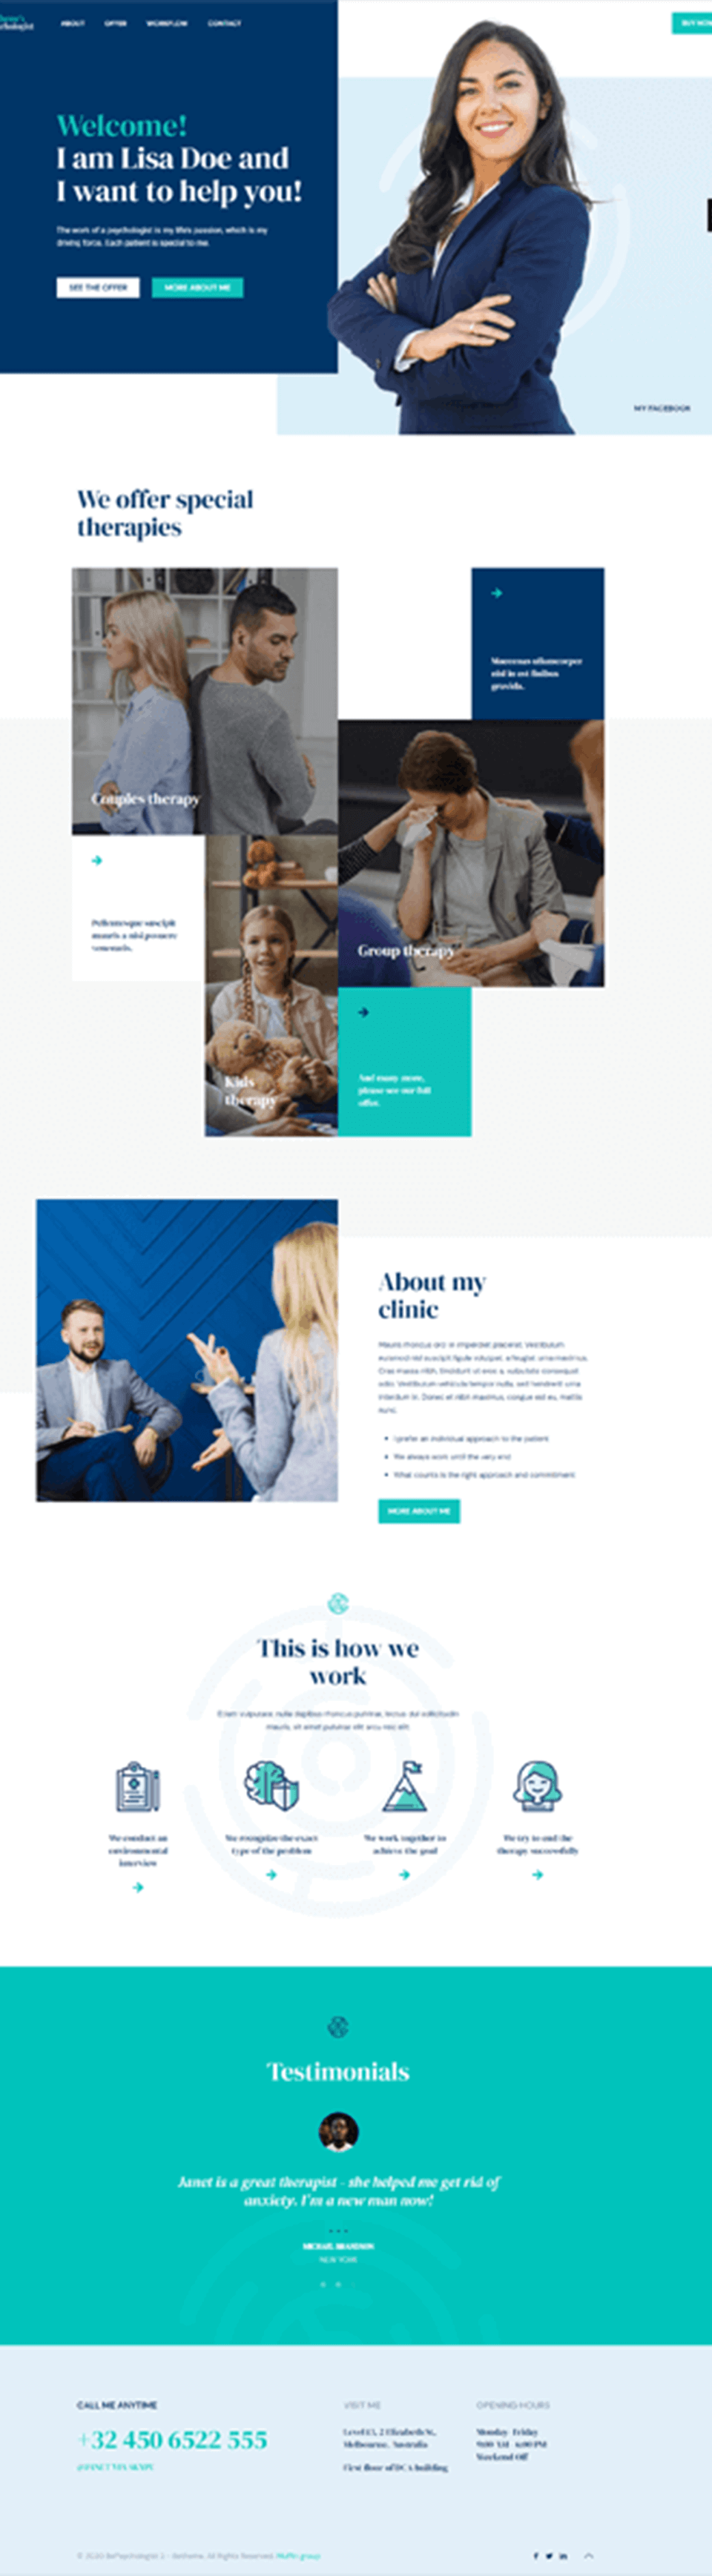 ABOUT OFFER WORKFLOW CONTACT
BUY NOW
Welcome!
I am Lisa Doe and
I want to help you!
The work of a psychologist is my life's passion, which is my
driving force. Each patient is special to me.
SEE THE OFFER MORE ABOUT ME
MY FACEBOOK
We offer special
therapies
Maecenas ullamcorper
nisl in est finibus
gravida.
Couples therapy
Pellentesque suscipit
mauris a nisl posuere
venenatis.
Group therapy
Kids
therapy
And many more,
please see our full
offer.
About my
clinic
Mauris rhoncus orci in imperdiet placerat. Vestibulum
euismod nisl suscipit ligula volutpat, a feugiat urna maximus.
Cras massa nibh, tincidunt ut eros a, vulputate consequat
odio. Vestibulum vehicula tempor nulla, sed hendrerit urna
interdum in. Donec et nibh maximus, congue est eu, mattis
nunc.
I prefer an individual approach to the patient
We always work until the very end
What counts is the right approach and commitment
MORE ABOUT ME
This is how we
work
Etiam vulputate, nulla dapibus rhoncus pulvinar, lectus dui sollicitudin
mauris, sit amet pulvinar elit arcu nec elit.
We conduct an
environmental
interview
We recognize the exact
type of the problem
We work together to
achieve the goal
We try to end the
therapy successfully
Testimonials
Janet is a great therapist - she helped me get rid of
anxiety. I'm a new man now!
MICHAEL BRANDSON
NEW YORK
CALL ME ANYTIME
+32 450 6522 555
VISIT ME
Level 13, 2 Elizabeth St,
Melbourne, Australia
First floor of DCA building
OPENING HOURS
Monday - Friday
9:00 AM - 6:00 PM
Weekend Off
© 2020 BePsychologist 2 - BeTheme. All Rights Reserved. Muffin group